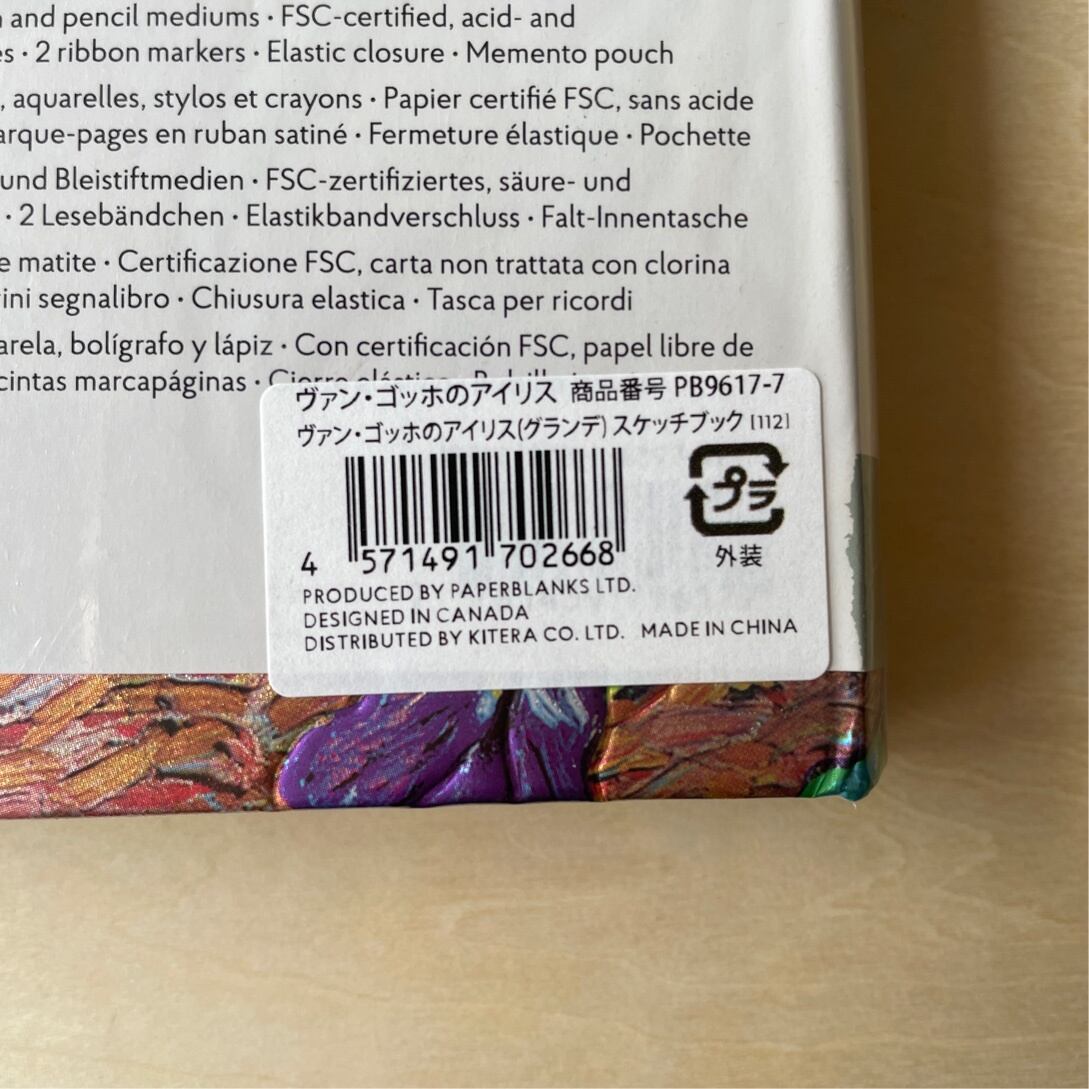 and pencil mediums • FSC-certified, acid- and
• 2 ribbon markers • Elastic closure • Memento pouch
, aquarelles, stylos et crayons • Papier certifié FSC, sans acide
arque-pages en ruban satiné • Fermeture élastique • Pochette
und Bleistiftmedien • FSC-zertifiziertes, säure- und
• 2 Lesebändchen • Elastikbandverschluss • Falt-Innentasche
e matite • Certificazione FSC, carta non trattata con clorina
ini segnalibro • Chiusura elastica • Tasca per ricordi
arela, bolígrafo y lápiz • Con certificación FSC, papel libre de
cintas marcapáginas •
ヴァン・ゴッホのアイリス 商品番号 PB9617-7
ヴァン・ゴッホのアイリス(グランデ) スケッチブック [112]
プラ
外装
4 571491 702668
PRODUCED BY PAPERBLANKS LTD.
DESIGNED IN CANADA
DISTRIBUTED BY KITERA CO. LTD. MADE IN CHINA